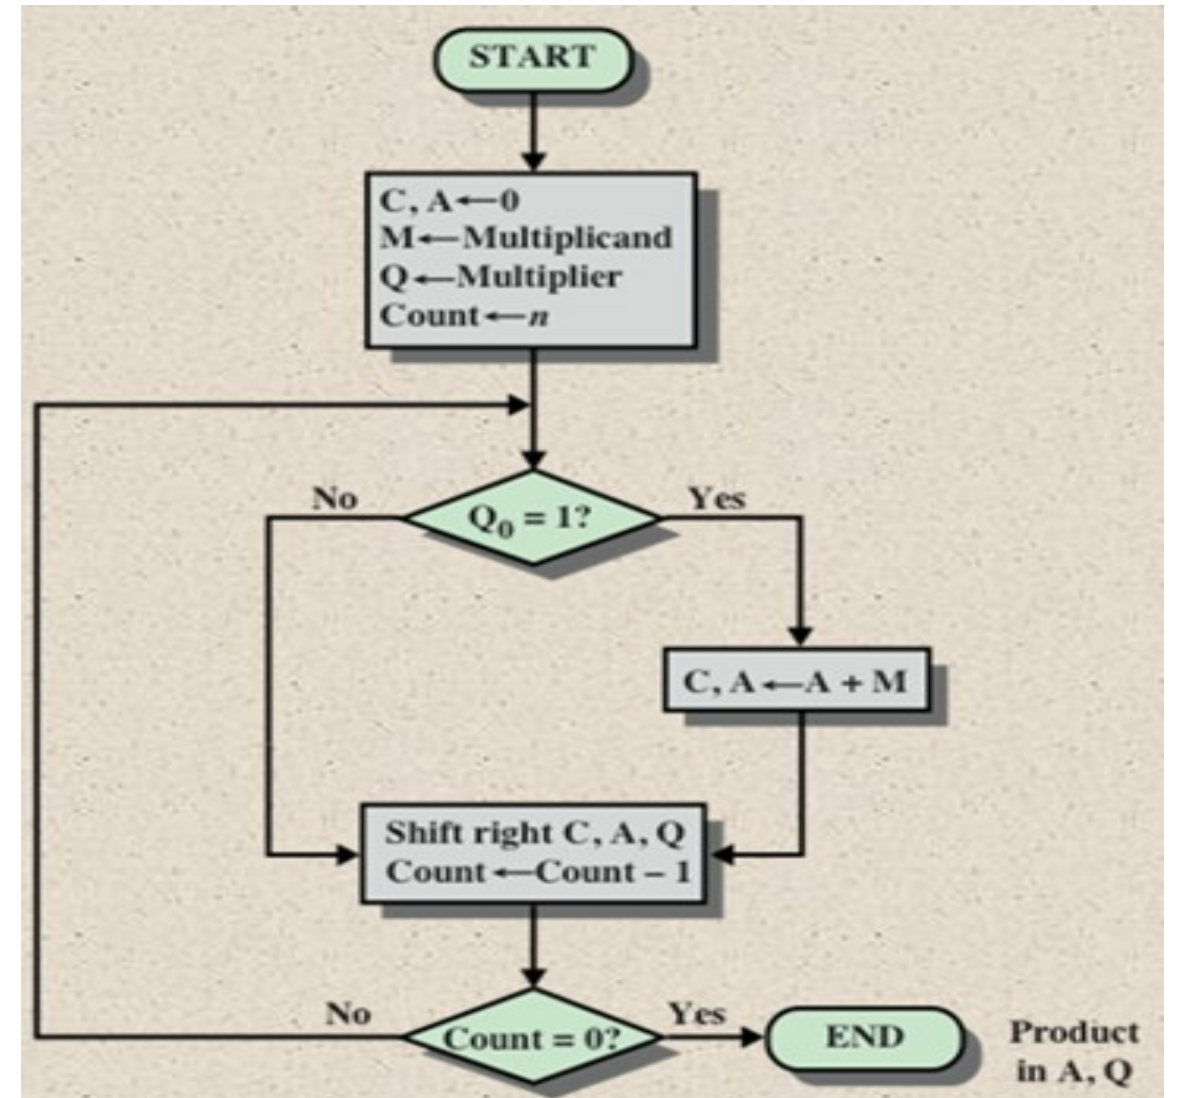 START
C, A←0
M←Multiplicand
Q←Multiplier
Count←n
No
Q₀ = 1?
Yes
C, A←A + M
Shift right C, A, Q
Count←Count – 1
No
Count = 0?
Yes
END
Product
in A, Q